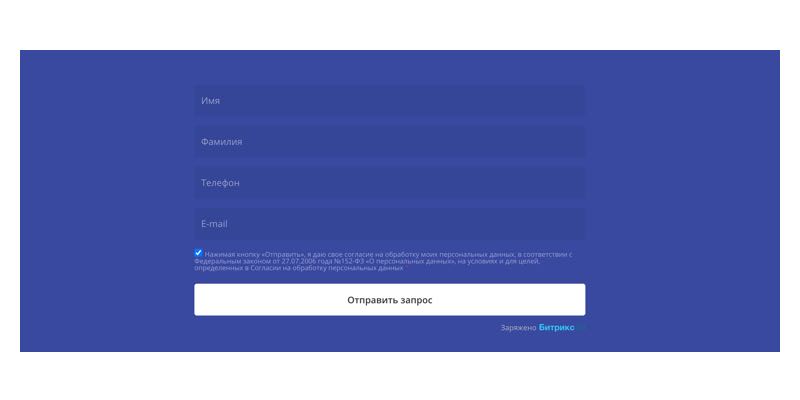 Имя
Фамилия
Телефон
E-mail
Нажимая кнопку «Отправить», я даю свое согласие на обработку моих персональных данных, в соответствии с
Федеральным законом от 27.07.2006 года №152-ФЗ «О персональных данных», на условиях и для целей,
определенных в Согласии на обработку персональных данных
Отправить запрос
Заряжено Битрикс